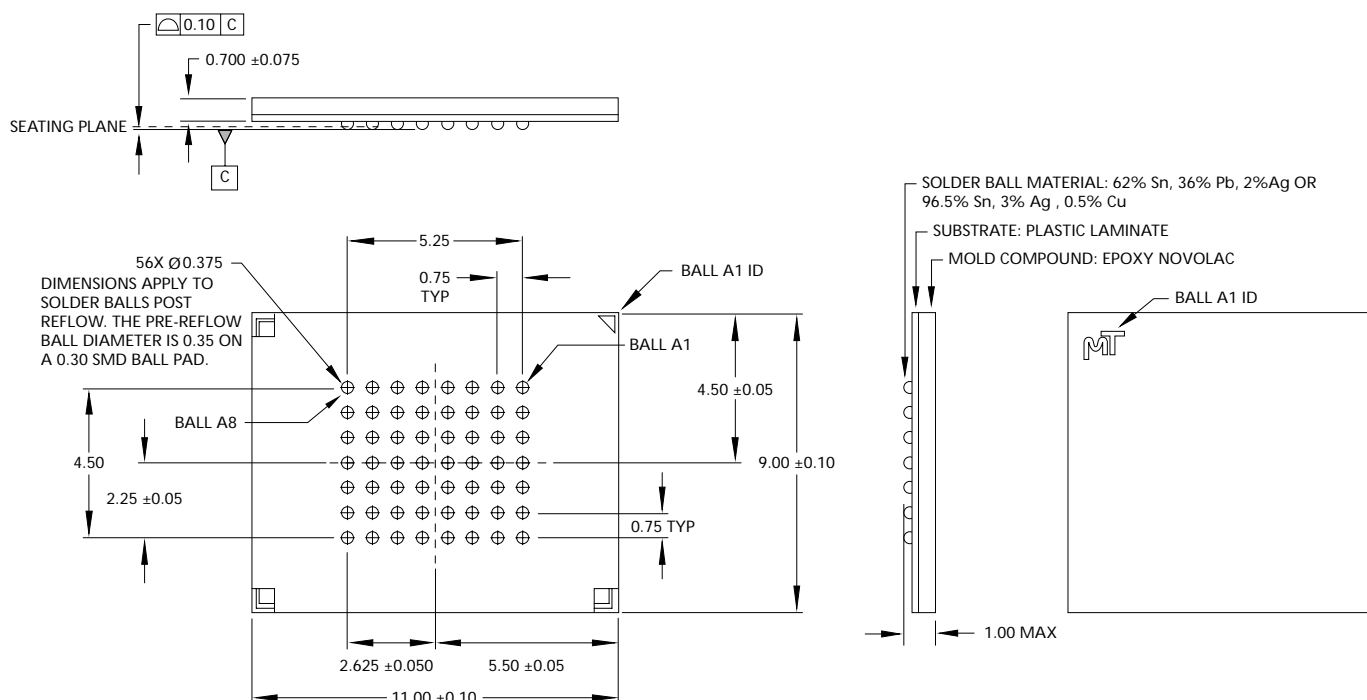 0.10 C
0.700 ±0.075
SEATING PLANE
C
SOLDER BALL MATERIAL: 62% Sn, 36% Pb, 2%Ag OR
96.5% Sn, 3% Ag , 0.5% Cu
SUBSTRATE: PLASTIC LAMINATE
MOLD COMPOUND: EPOXY NOVOLAC
5.25
56X Ø0.375
DIMENSIONS APPLY TO
SOLDER BALLS POST
REFLOW. THE PRE-REFLOW
BALL DIAMETER IS 0.35 ON
A 0.30 SMD BALL PAD.
0.75
TYP
BALL A1 ID
BALL A1 ID
MT
BALL A1
4.50 ±0.05
BALL A8
4.50
9.00 ±0.10
2.25 ±0.05
0.75 TYP
1.00 MAX
2.625 ±0.050
5.50 ±0.05
11.00 ±0.10